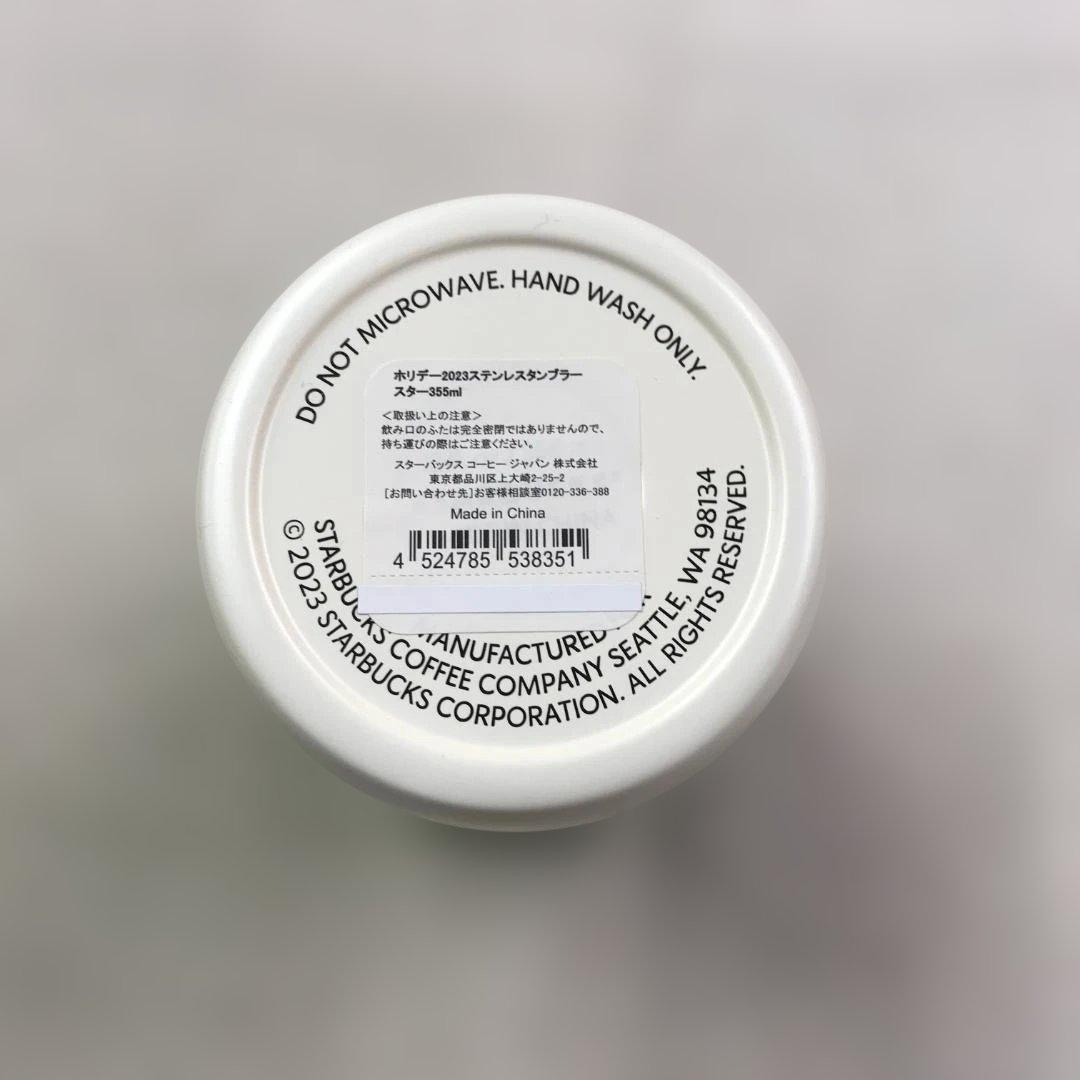 DO NOT MICROWAVE. HAND WASH ONLY.
ホリデー2023ステンレスタンブラー
スター355ml
＜取扱い上の注意＞
飲み口のふたは完全密閉ではありませんので、
持ち運びの際はご注意ください。
スターバックス コーヒー ジャパン 株式会社
東京都品川区上大崎2-25-2
[お問い合わせ先]お客様相談室0120-336-388
Made in China
4 524785 538351
MANUFACTURED
STARBUCKS COFFEE COMPANY SEATTLE, WA 98134
© 2023 STARBUCKS CORPORATION. ALL RIGHTS RESERVED.